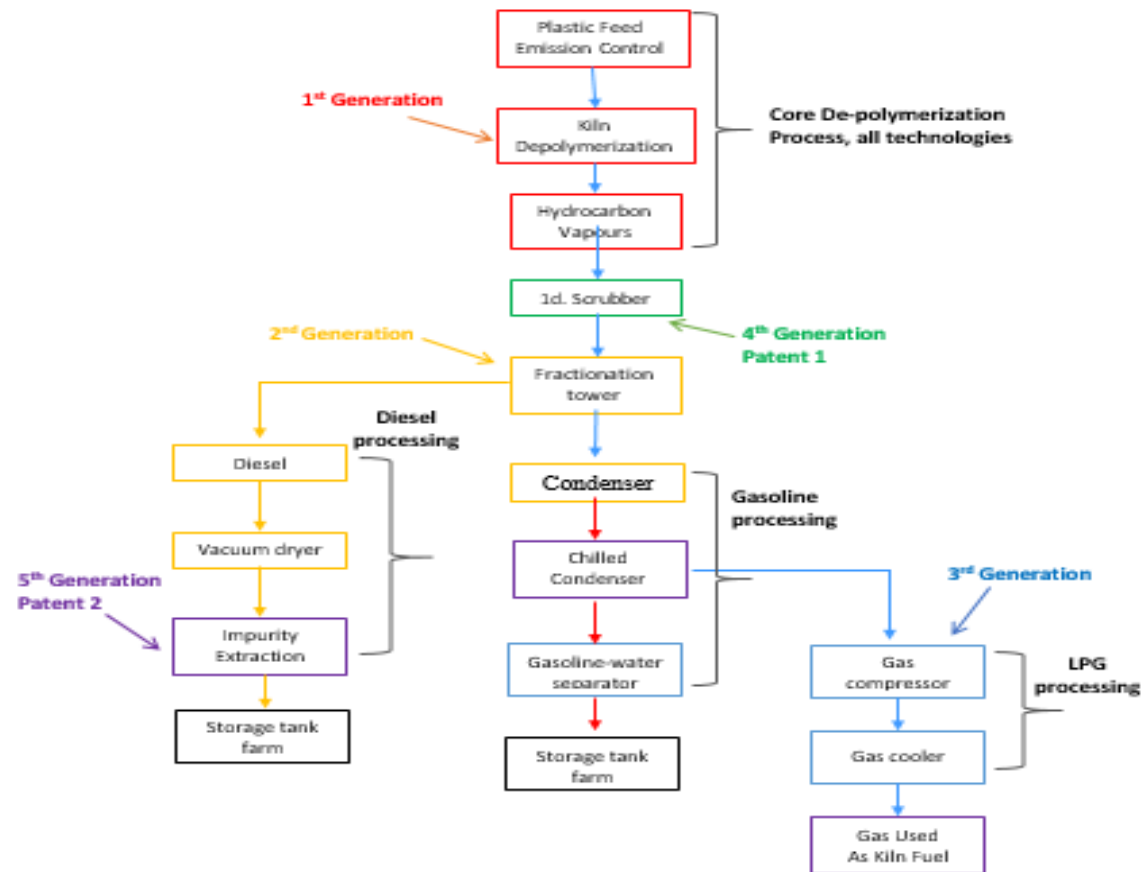 Plastic Feed
Emission Control
1st Generation
Kiln
Depolymerization
Core De-polymerization
Process, all technologies
Hydrocarbon
Vapours
1d. Scrubber
2nd Generation
4th Generation
Patent 1
Fractionation
tower
Diesel
processing
Diesel
Condenser
Gasoline
processing
Vacuum dryer
Chilled
Condenser
5th Generation
Patent 2
3rd Generation
Impurity
Extraction
Gasoline-water
separator
Gas
compressor
LPG
processing
Storage tank
farm
Storage tank
farm
Gas cooler
Gas Used
As Kiln Fuel